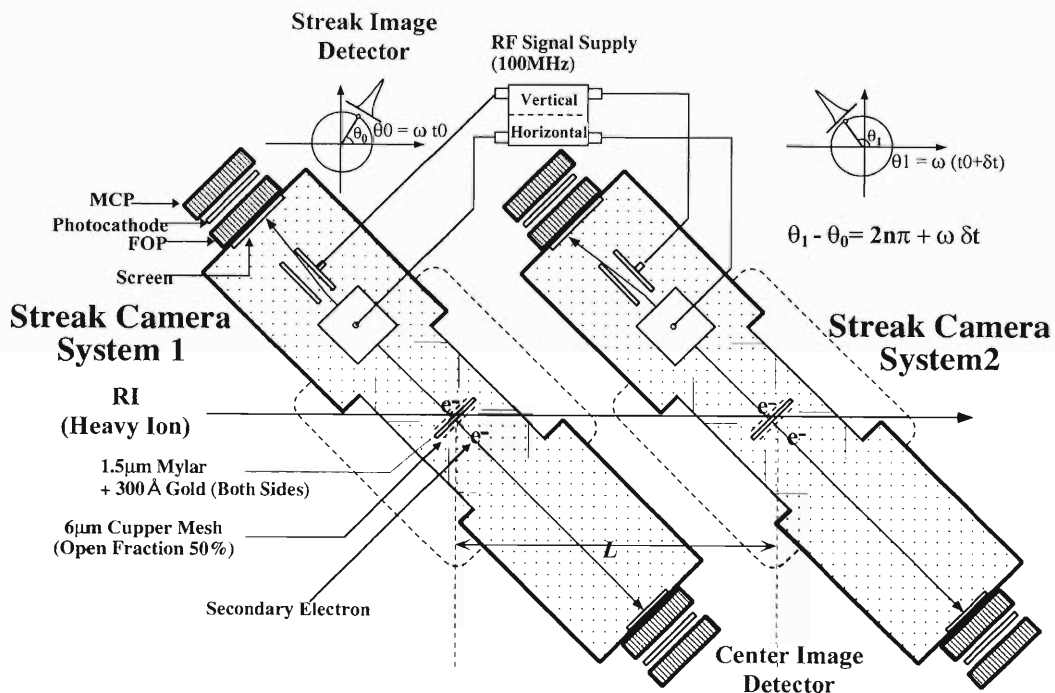 Streak Image
Detector
RF Signal Supply
(100MHz)
Vertical
Horizontal
θ0
θ0 = ω t0
θ1
θ1 = ω (t0+δt)
θ1 - θ0= 2nπ + ω δt
MCP
Photocathode
FOP
Screen
Streak Camera
System 1
Streak Camera
System2
RI
(Heavy Ion)
e-
e-
e-
e-
1.5μm Mylar
+ 300Å Gold (Both Sides)
6μm Cupper Mesh
(Open Fraction 50%)
L
Secondary Electron
Center Image
Detector